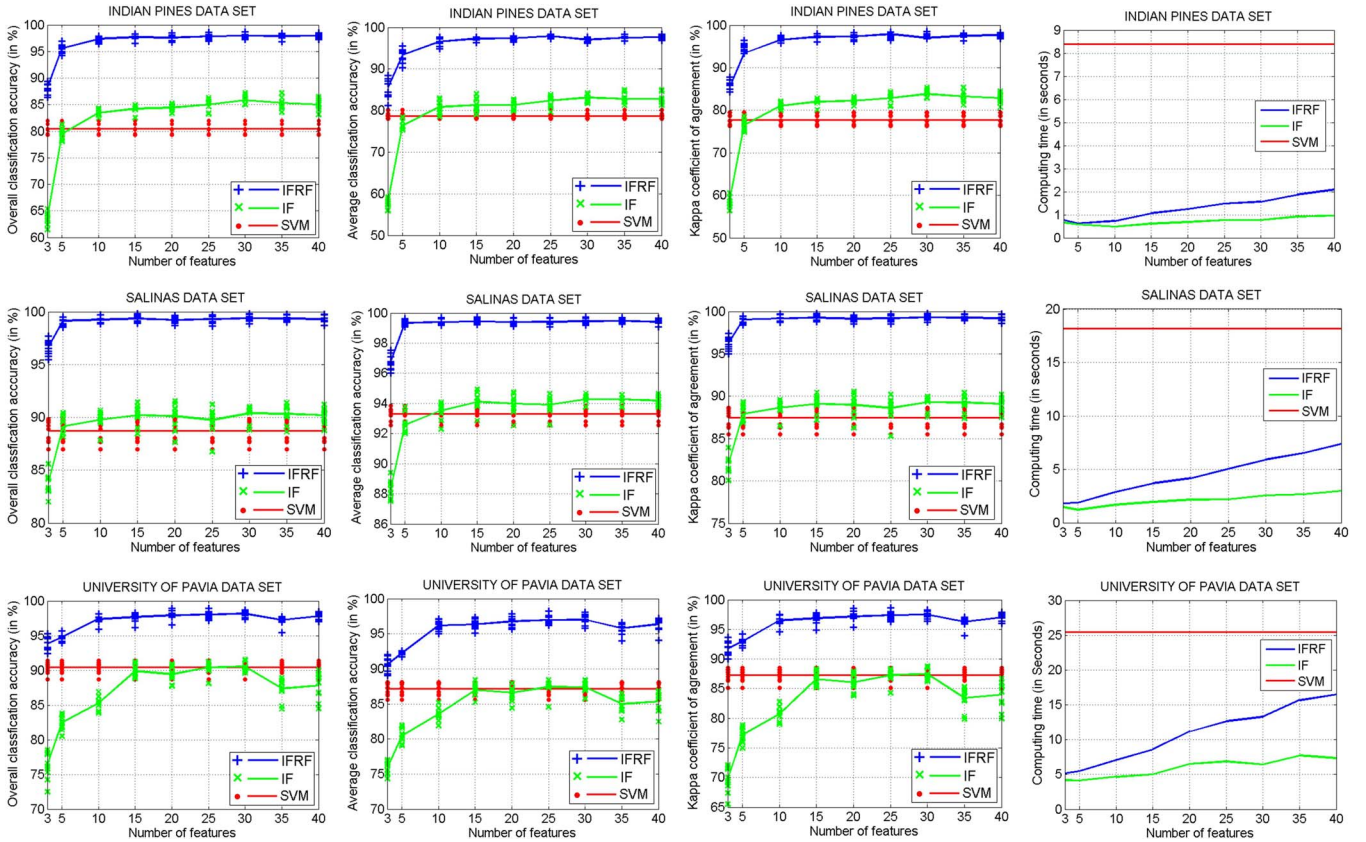 INDIAN PINES DATA SET
Overall classfication accuracy (in %)
100
95
90
85
80
75
70
65
60
3 5 10 15 20 25 30 35 40
Number of features
IFRF
IF
SVM
INDIAN PINES DATA SET
Average classfication accuracy (in %)
100
90
80
70
60
50
5 10 15 20 25 30 35 40
Number of features
IFRF
IF
SVM
INDIAN PINES DATA SET
Kappa coefficient of agreement (in %)
100
90
80
70
60
50
5 10 15 20 25 30 35 40
Number of features
IFRF
IF
SVM
INDIAN PINES DATA SET
Computing time (in seconds)
9
8
7
6
5
4
3
2
1
0
3 5 10 15 20 25 30 35 40
Number of features
IFRF
IF
SVM
SALINAS DATA SET
Overall classfication accuracy (in %)
100
95
90
85
80
3 5 10 15 20 25 30 35 40
Number of features
IFRF
IF
SVM
SALINAS DATA SET
Average classfication accuracy (in %)
100
98
96
94
92
90
88
86
3 5 10 15 20 25 30 35 40
Number of features
IFRF
IF
SVM
SALINAS DATA SET
Kappa coefficient of agreement (in %)
100
95
90
85
80
75
3 5 10 15 20 25 30 35 40
Number of features
IFRF
IF
SVM
SALINAS DATA SET
Computing time (in seconds)
20
15
10
5
0
3 5 10 15 20 25 30 35 40
Number of features
IFRF
IF
SVM
UNIVERSITY OF PAVIA DATA SET
Overall classfication accuracy (in %)
100
95
90
85
80
75
70
3 5 10 15 20 25 30 35 40
Number of features
IFRF
IF
SVM
UNIVERSITY OF PAVIA DATA SET
Average classfication accuracy (in %)
100
95
90
85
80
75
70
3 5 10 15 20 25 30 35 40
Number of features
IFRF
IF
SVM
UNIVERSITY OF PAVIA DATA SET
Kappa coefficient of agreement (in %)
100
95
90
85
80
75
70
65
3 5 10 15 20 25 30 35 40
Number of features
IFRF
IF
SVM
UNIVERSITY OF PAVIA DATA SET
Computing time (in Seconds)
30
25
20
15
10
5
0
3 5 10 15 20 25 30 35 40
Number of features
IFRF
IF
SVM